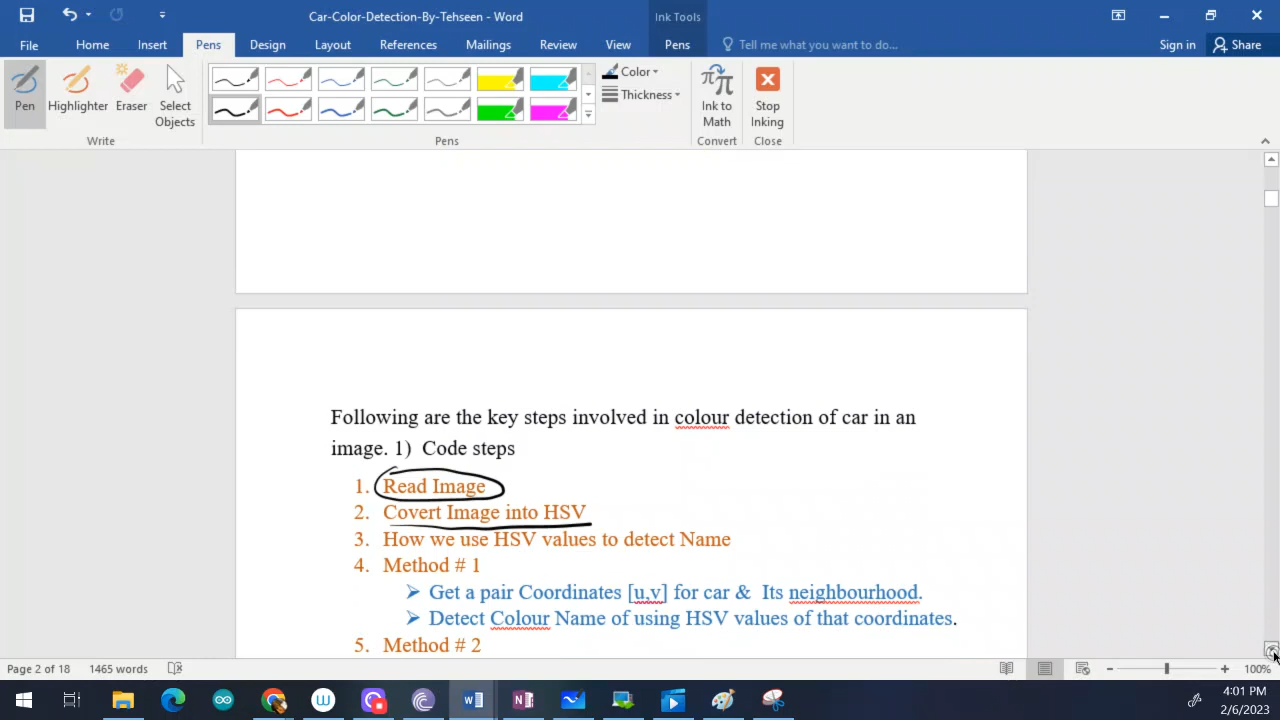 Car-Color-Detection-By-Tehseen - Word
Ink Tools
File Home Insert Pens Design Layout References Mailings Review View Pens Tell me what you want to do... Sign in Share
Pen Highlighter Eraser Select Objects
Color
Thickness
Ink to Math
Stop Inking
Write Pens Convert Close
Following are the key steps involved in colour detection of car in an
image. 1) Code steps
1. Read Image
2. Covert Image into HSV
3. How we use HSV values to detect Name
4. Method # 1
➢ Get a pair Coordinates [u,v] for car & Its neighbourhood.
➢ Detect Colour Name of using HSV values of that coordinates.
5. Method # 2
Page 2 of 18 1465 words 100%
4:01 PM
2/6/2023